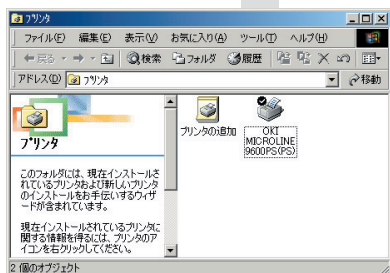 プリンタ
ファイル(F) 編集(E) 表示(V) お気に入り(A) ツール(T) ヘルプ(H)
戻る 検索 フォルダ 履歴
アドレス(D) プリンタ 移動
プリンタ
このフォルダには、現在インストールさ
れているプリンタおよび新しいプリンタ
のインストールをお手伝いするウィザ
ードが含まれています。
現在インストールされているプリンタに
関する情報を得るには、プリンタのア
イコンを右クリックしてください。
プリンタの追加
OKI
MICROLINE
9600PS(PS)
2 個のオブジェクト